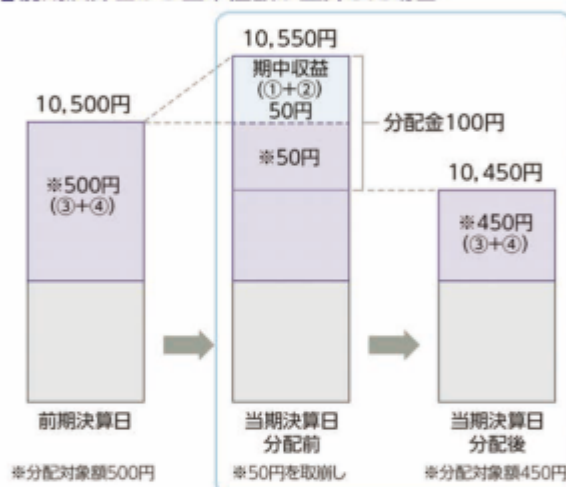 10,550円
期中収益
(①+②)
50円
10,500円
分配金100円
※50円
10,450円
※500円
(③+④)
※450円
(③+④)
前期決算日
当期決算日
分配前
当期決算日
分配後
※分配対象額500円
※50円を取崩し
※分配対象額450円